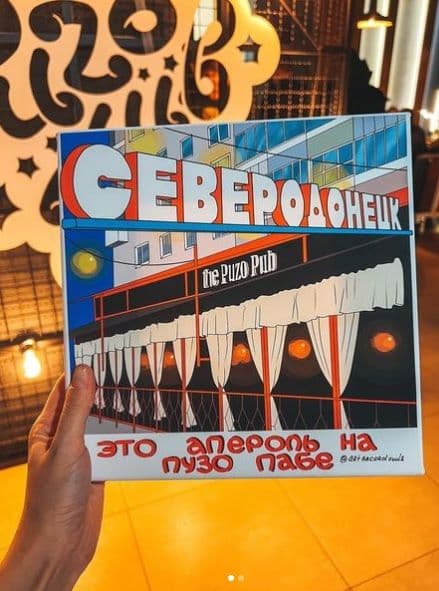 СЕВЕРОДОНЕЦК
the Puzo Pub
ЭТО АПЕРОЛЬ НА
ПУЗО ПАБЕ